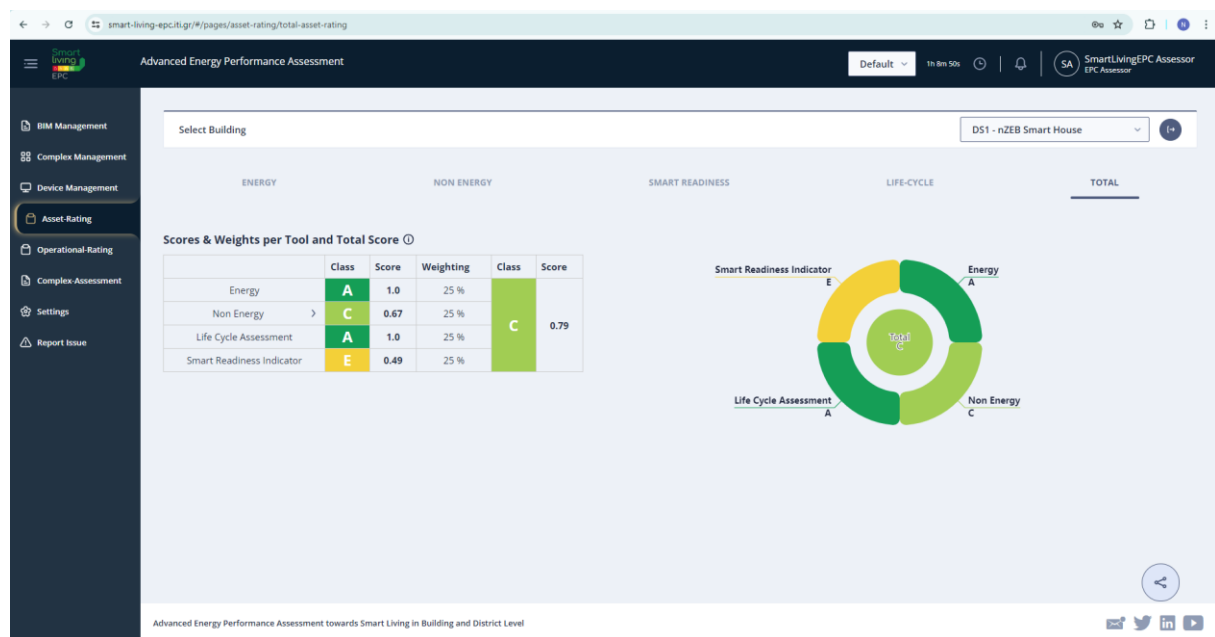 smart-living-epc.iti.gr/#/pages/asset-rating/total-asset-rating
N
Smart
living
EPC
Advanced Energy Performance Assessment
Default
1h 8m 50s
SA
SmartLivingEPC Assessor
EPC Assessor
BIM Management
Complex Management
Device Management
Asset-Rating
Operational-Rating
Complex-Assessment
Settings
Report Issue
Select Building
DS1 - nZEB Smart House
ENERGY NON ENERGY SMART READINESS LIFE-CYCLE TOTAL
Scores & Weights per Tool and Total Score
Class Score Weighting Class Score
Energy A 1.0 25 %
Non Energy C 0.67 25 %
Life Cycle Assessment A 1.0 25 %
Smart Readiness Indicator E 0.49 25 %
C 0.79
Smart Readiness Indicator
E
Energy
A
Total
C
Life Cycle Assessment
A
Non Energy
C
Advanced Energy Performance Assessment towards Smart Living in Building and District Level